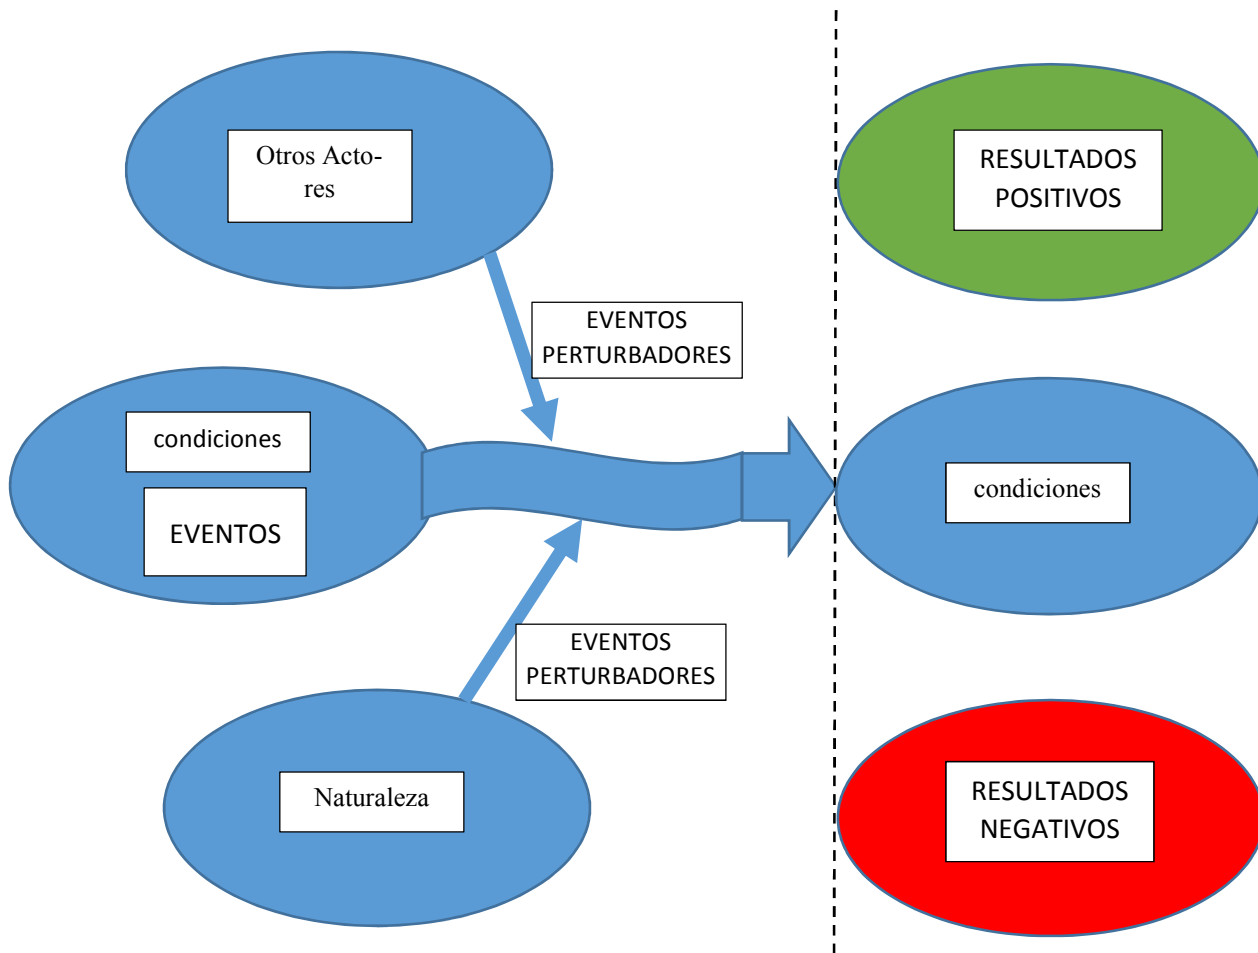 Otros Acto-
res
RESULTADOS
POSITIVOS
EVENTOS
PERTURBADORES
condiciones
EVENTOS
condiciones
EVENTOS
PERTURBADORES
Naturaleza
RESULTADOS
NEGATIVOS